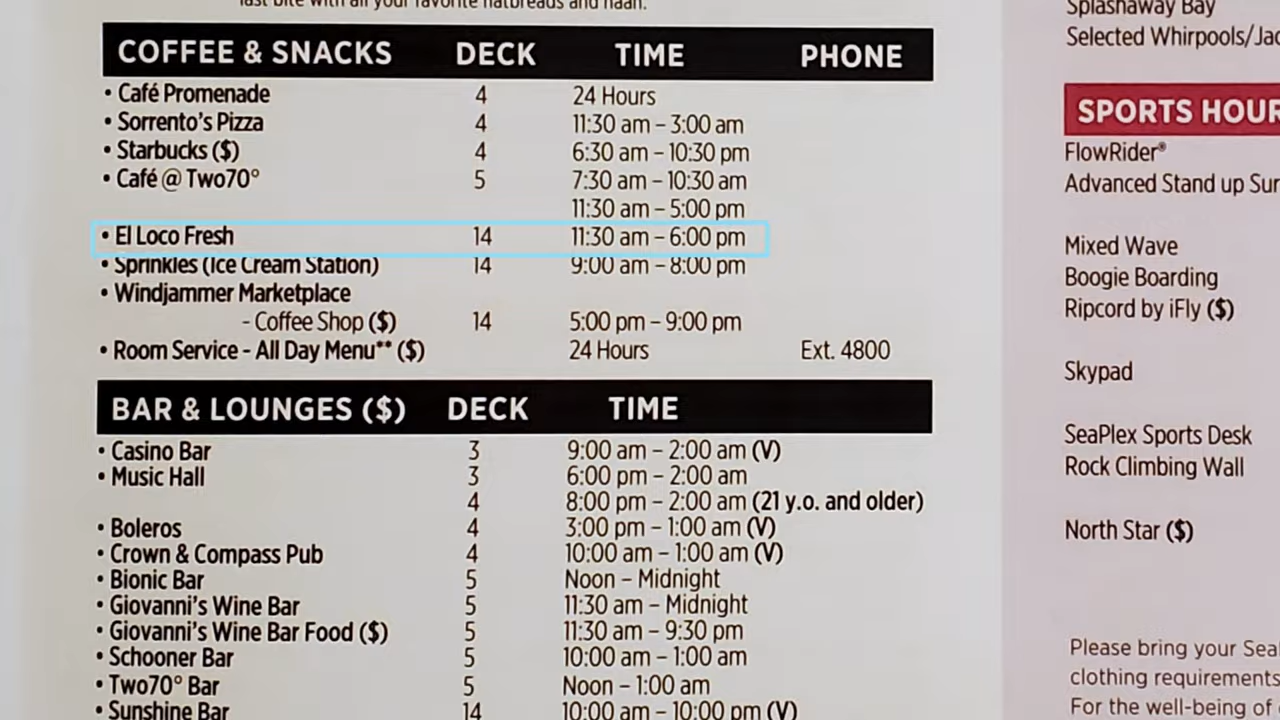 last bite with all your favorite flatbreads and naan.
COFFEE & SNACKS DECK TIME PHONE
• Café Promenade 4 24 Hours
• Sorrento's Pizza 4 11:30 am – 3:00 am
• Starbucks ($) 4 6:30 am – 10:30 pm
• Café @ Two70° 5 7:30 am – 10:30 am
11:30 am – 5:00 pm
• El Loco Fresh 14 11:30 am – 6:00 pm
• Sprinkles (Ice Cream Station) 14 9:00 am – 8:00 pm
• Windjammer Marketplace
- Coffee Shop ($) 14 5:00 pm – 9:00 pm
• Room Service - All Day Menu** ($) 24 Hours Ext. 4800
BAR & LOUNGES ($) DECK TIME
• Casino Bar 3 9:00 am – 2:00 am (V)
• Music Hall 3 6:00 pm – 2:00 am
4 8:00 pm – 2:00 am (21 y.o. and older)
• Boleros 4 3:00 pm – 1:00 am (V)
• Crown & Compass Pub 4 10:00 am – 1:00 am (V)
• Bionic Bar 5 Noon – Midnight
• Giovanni's Wine Bar 5 11:30 am – Midnight
• Giovanni's Wine Bar Food ($) 5 11:30 am – 9:30 pm
• Schooner Bar 5 10:00 am – 1:00 am
• Two70° Bar 5 Noon – 1:00 am
• Sunshine Bar 14 10:00 am – 10:00 pm (V)
Splashaway Bay
Selected Whirpools/Jac
SPORTS HOUR
FlowRider®
Advanced Stand up Sur
Mixed Wave
Boogie Boarding
Ripcord by iFly ($)
Skypad
SeaPlex Sports Desk
Rock Climbing Wall
North Star ($)
Please bring your Sea
clothing requirements
For the well-being of